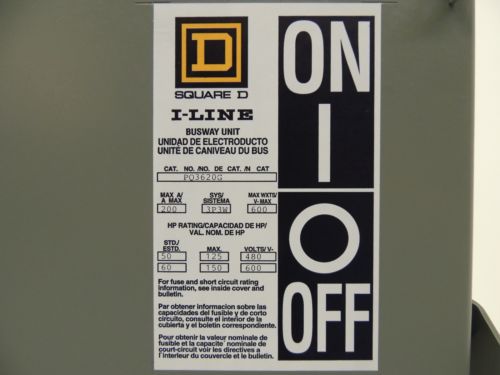 D
SQUARE D
I-LINE
BUSWAY UNIT
UNIDAD DE ELECTRODUCTO
UNITÉ DE CANIVEAU DU BUS
CAT. NO./NO. DE CAT./N CAT
PQ3620G
MAX A/ A MAX SYS/ SISTEMA MAX WXTS/ V-MAX
200 3P3W 600
HP RATING/CAPACIDAD DE HP/
VAL. NOM. DE HP
STD./ ESTD. MAX. VOLTS/V~
50 125 480
60 150 600
For fuse and short circuit rating
information, see inside cover and
bulletin.
Par obtener informacion sobre las
capacidades del fusible y de corto
circuito, consulte el interior de la
cubierta y el boletin correspondiente.
Pour obtenir la valeur nominale de
fusible et la capacite` nominale de
court-circuit voir les directives a`
l'interieur du couvercle et le bulletin.
ON
I
O
OFF